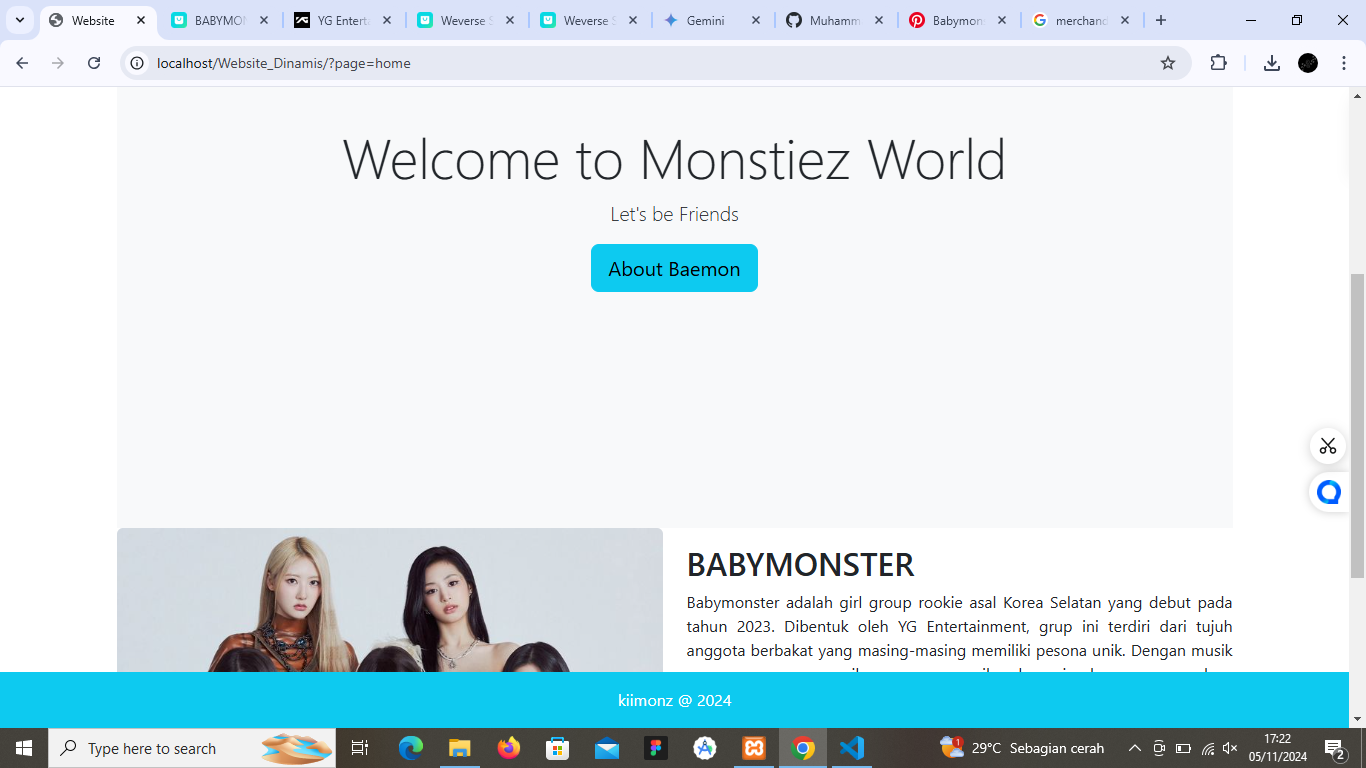 Website
BABYMON
YG Enterta
Weverse S
Weverse S
Gemini
Muhamm
Babymons
merchand
localhost/Website_Dinamis/?page=home
Welcome to Monstiez World
Let's be Friends
About Baemon
BABYMONSTER
Babymonster adalah girl group rookie asal Korea Selatan yang debut pada
tahun 2023. Dibentuk oleh YG Entertainment, grup ini terdiri dari tujuh
anggota berbakat yang masing-masing memiliki pesona unik. Dengan musik
kiimonz @ 2024
Type here to search
29°C Sebagian cerah
17:22
05/11/2024
2